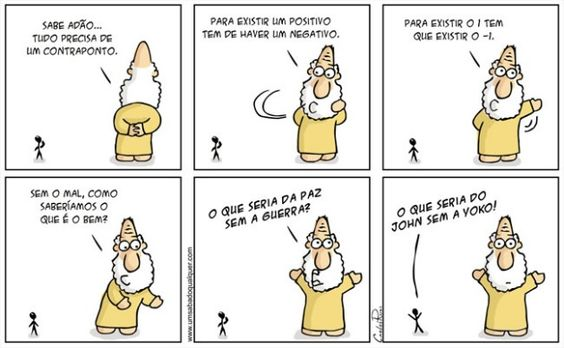 SABE ADÃO...
TUDO PRECISA DE
UM CONTRAPONTO.
PARA EXISTIR UM POSITIVO
TEM DE HAVER UM NEGATIVO.
PARA EXISTIR O 1 TEM
QUE EXISTIR O -1.
SEM O MAL, COMO
SABERÍAMOS O
QUE É O BEM?
www.umsabadoqualquer.com
O QUE SERIA DA PAZ
SEM A GUERRA?
O QUE SERIA DO
JOHN SEM A YOKO!